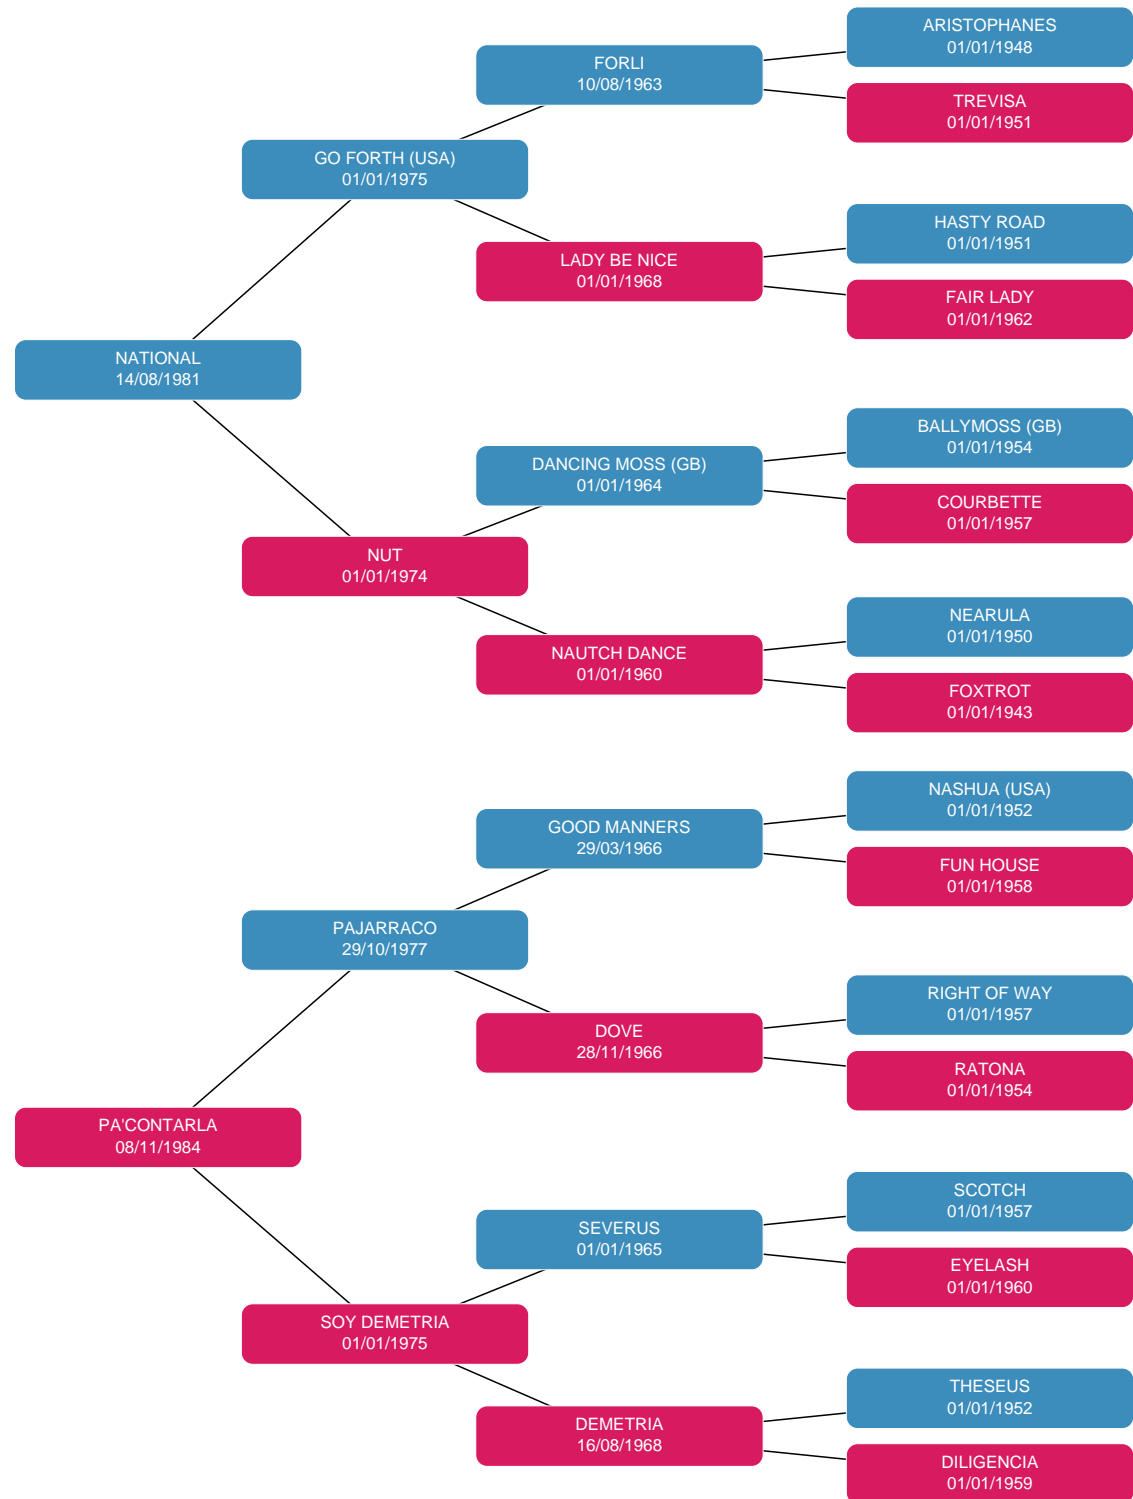 ARISTOPHANES
01/01/1948
FORLI
10/08/1963
TREVISA
01/01/1951
GO FORTH (USA)
01/01/1975
HASTY ROAD
01/01/1951
LADY BE NICE
01/01/1968
FAIR LADY
01/01/1962
NATIONAL
14/08/1981
BALLYMOSS (GB)
01/01/1954
DANCING MOSS (GB)
01/01/1964
COURBETTE
01/01/1957
NUT
01/01/1974
NEARULA
01/01/1950
NAUTCH DANCE
01/01/1960
FOXTROT
01/01/1943
NASHUA (USA)
01/01/1952
GOOD MANNERS
29/03/1966
FUN HOUSE
01/01/1958
PAJARRACO
29/10/1977
RIGHT OF WAY
01/01/1957
DOVE
28/11/1966
RATONA
01/01/1954
PA'CONTARLA
08/11/1984
SCOTCH
01/01/1957
SEVERUS
01/01/1965
EYELASH
01/01/1960
SOY DEMETRIA
01/01/1975
THESEUS
01/01/1952
DEMETRIA
16/08/1968
DILIGENCIA
01/01/1959